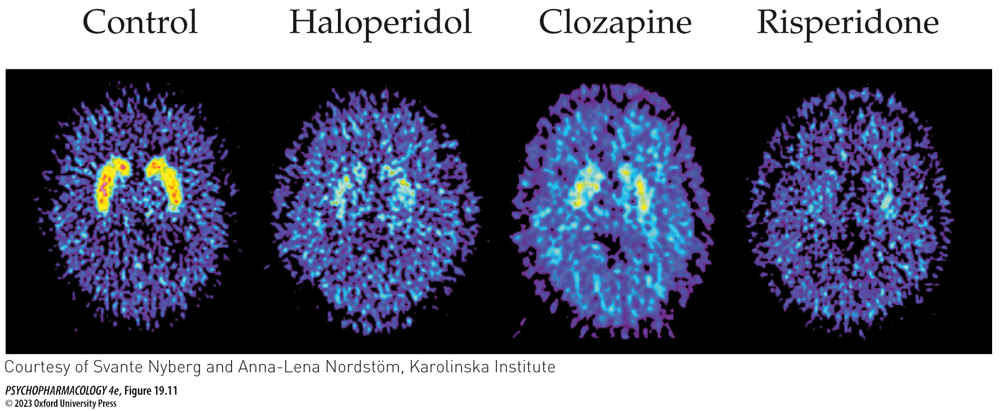 Control Haloperidol Clozapine Risperidone
Courtesy of Svante Nyberg and Anna-Lena Nordstöm, Karolinska Institute
PSYCHOPHARMACOLOGY 4e, Figure 19.11
© 2023 Oxford University Press